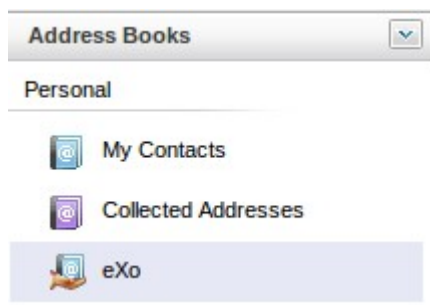 Address Books
Personal
My Contacts
Collected Addresses
eXo